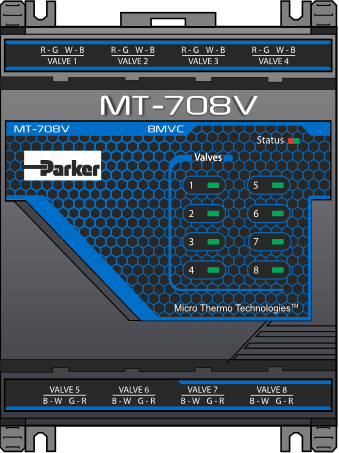 R - G W - B R - G W - B R - G W - B R - G W - B
VALVE 1 VALVE 2 VALVE 3 VALVE 4
MT-708V
MT-708V 8MVC
Status
Valves
Parker
1 5
2 6
3 7
4 8
Micro Thermo Technologies™
VALVE 5 VALVE 6 VALVE 7 VALVE 8
B - W G - R B - W G - R B - W G - R B - W G - R